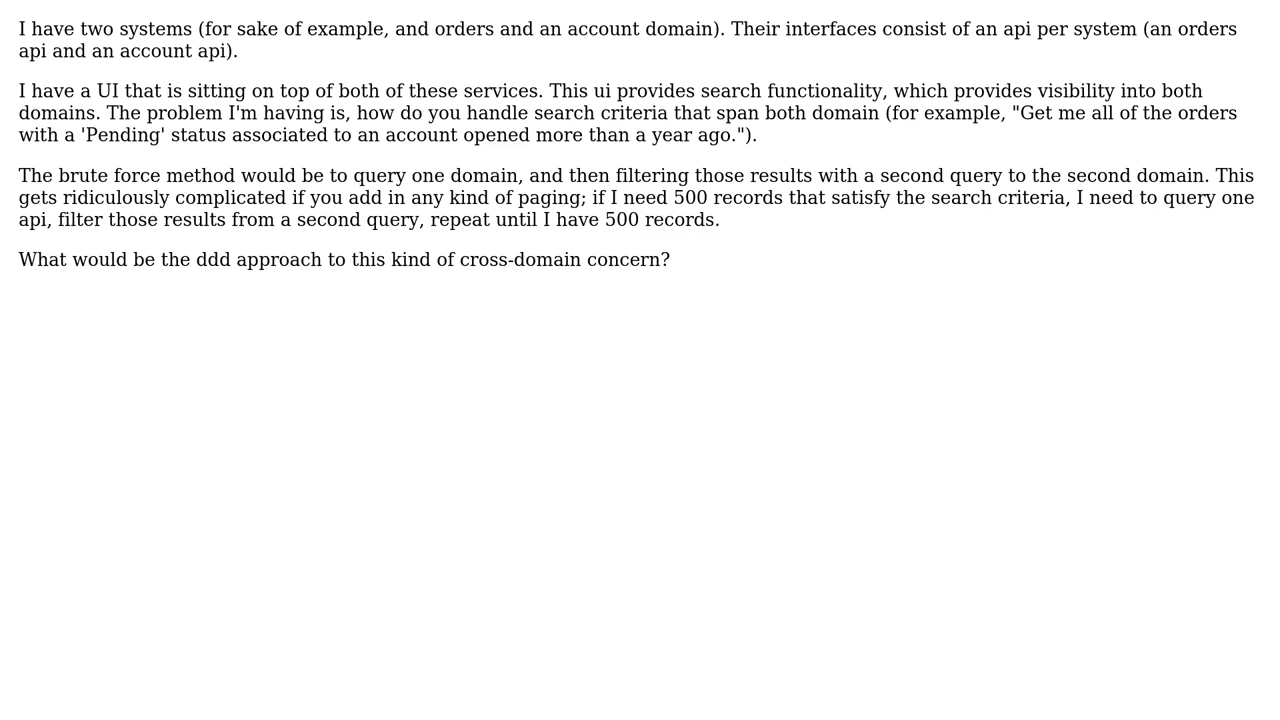 I have two systems (for sake of example, and orders and an account domain). Their interfaces consist of an api per system (an orders
api and an account api).
I have a UI that is sitting on top of both of these services. This ui provides search functionality, which provides visibility into both
domains. The problem I'm having is, how do you handle search criteria that span both domain (for example, "Get me all of the orders
with a 'Pending' status associated to an account opened more than a year ago.").
The brute force method would be to query one domain, and then filtering those results with a second query to the second domain. This
gets ridiculously complicated if you add in any kind of paging; if I need 500 records that satisfy the search criteria, I need to query one
api, filter those results from a second query, repeat until I have 500 records.
What would be the ddd approach to this kind of cross-domain concern?